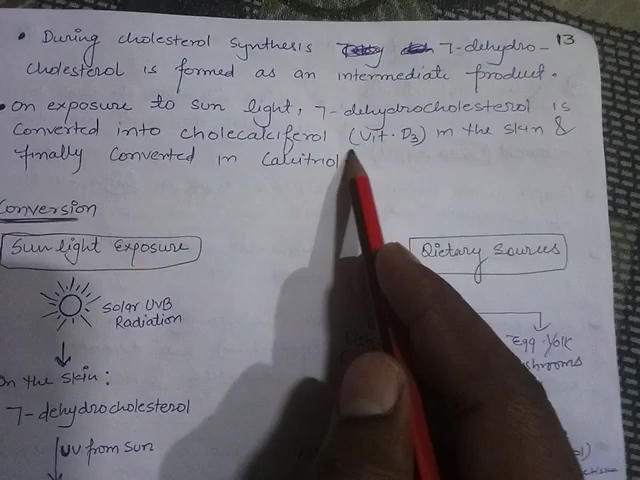 13
• During cholesterol synthesis 7-dehydro-
cholesterol is formed as an intermediate product.
• on exposure to sun light, 7-dehydrocholesterol is
converted into cholecalciferol (Vit. D3) in the skin &
finally converted in calcitriol
Conversion
Sun light Exposure
Dietary Sources
Solar UVB
Radiation
Egg-Yolk
shrooms
on the skin:
7-dehydrocholesterol
UV from sun